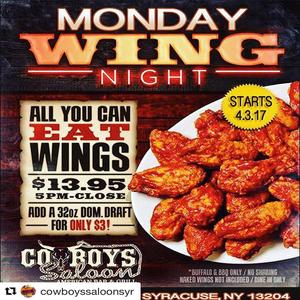 MONDAY
WING
NIGHT
STARTS
4.3.17
ALL YOU CAN
EAT
WINGS
$13.95
5PM-CLOSE
ADD A 32oz DOM. DRAFT
FOR ONLY $3!
COWBOYS
Saloon
AMERICAN BAR & GRILL
*BUFFALO & BBQ ONLY / NO SHARING
NAKED WINGS NOT INCLUDED / DINE IN ONLY
SYRACUSE, NY 13204
cowboyssaloonsyr